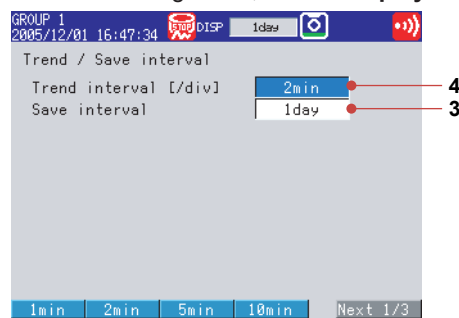 GROUP 1
2005/12/01 16:47:34 STOP DISP 1day
Trend / Save interval
Trend interval [/div] 2min 4
Save interval 1day 3
1min 2min 5min 10min Next 1/3